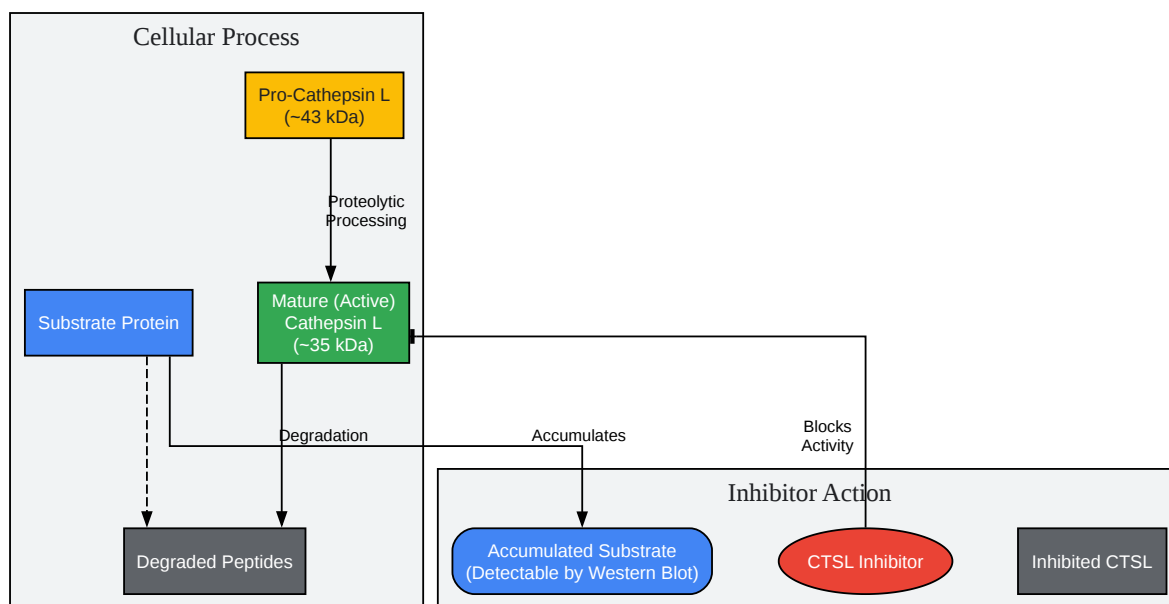 Cellular Process
Pro-Cathepsin L
(~43 kDa)
Proteolytic
Processing
Substrate Protein
Mature (Active)
Cathepsin L
(~35 kDa)
Degradation
Accumulates
Blocks
Activity
Inhibitor Action
Degraded Peptides
Accumulated Substrate
(Detectable by Western Blot)
CTSL Inhibitor
Inhibited CTSL